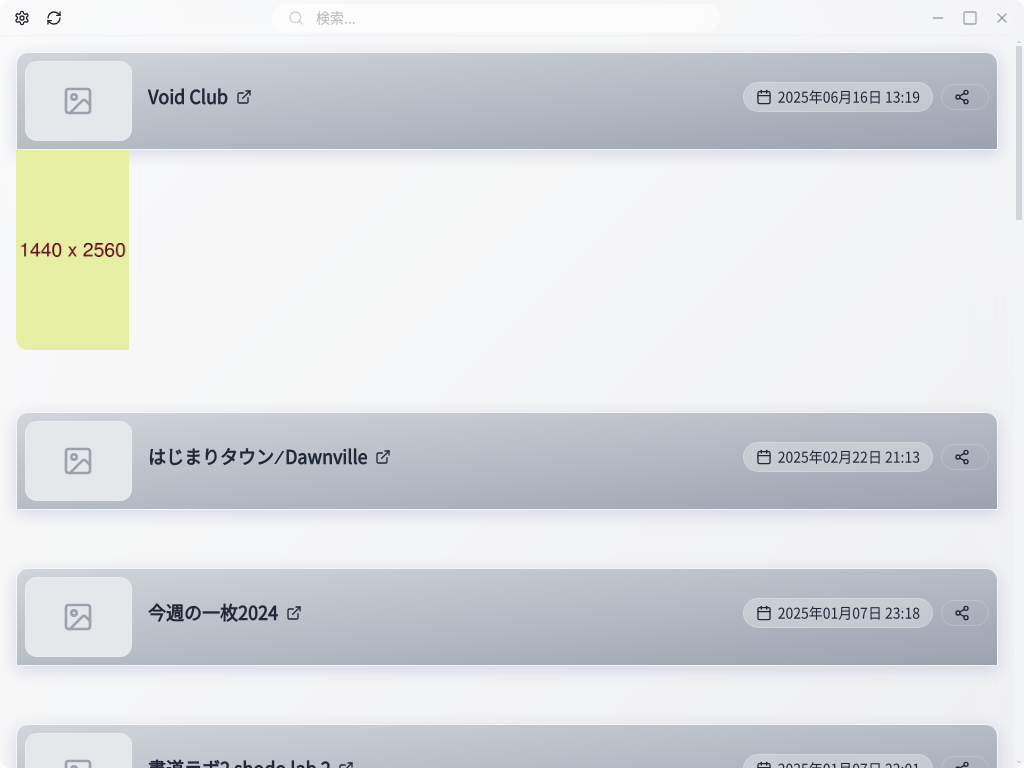 検索...
Void Club
2025年06月16日 13:19
1440 x 2560
はじまりタウン⁄Dawnville
2025年02月22日 21:13
今週の一枚2024
2025年01月07日 23:18
書道ラボ2 shodo lab 2
2025年01月07日 22:01